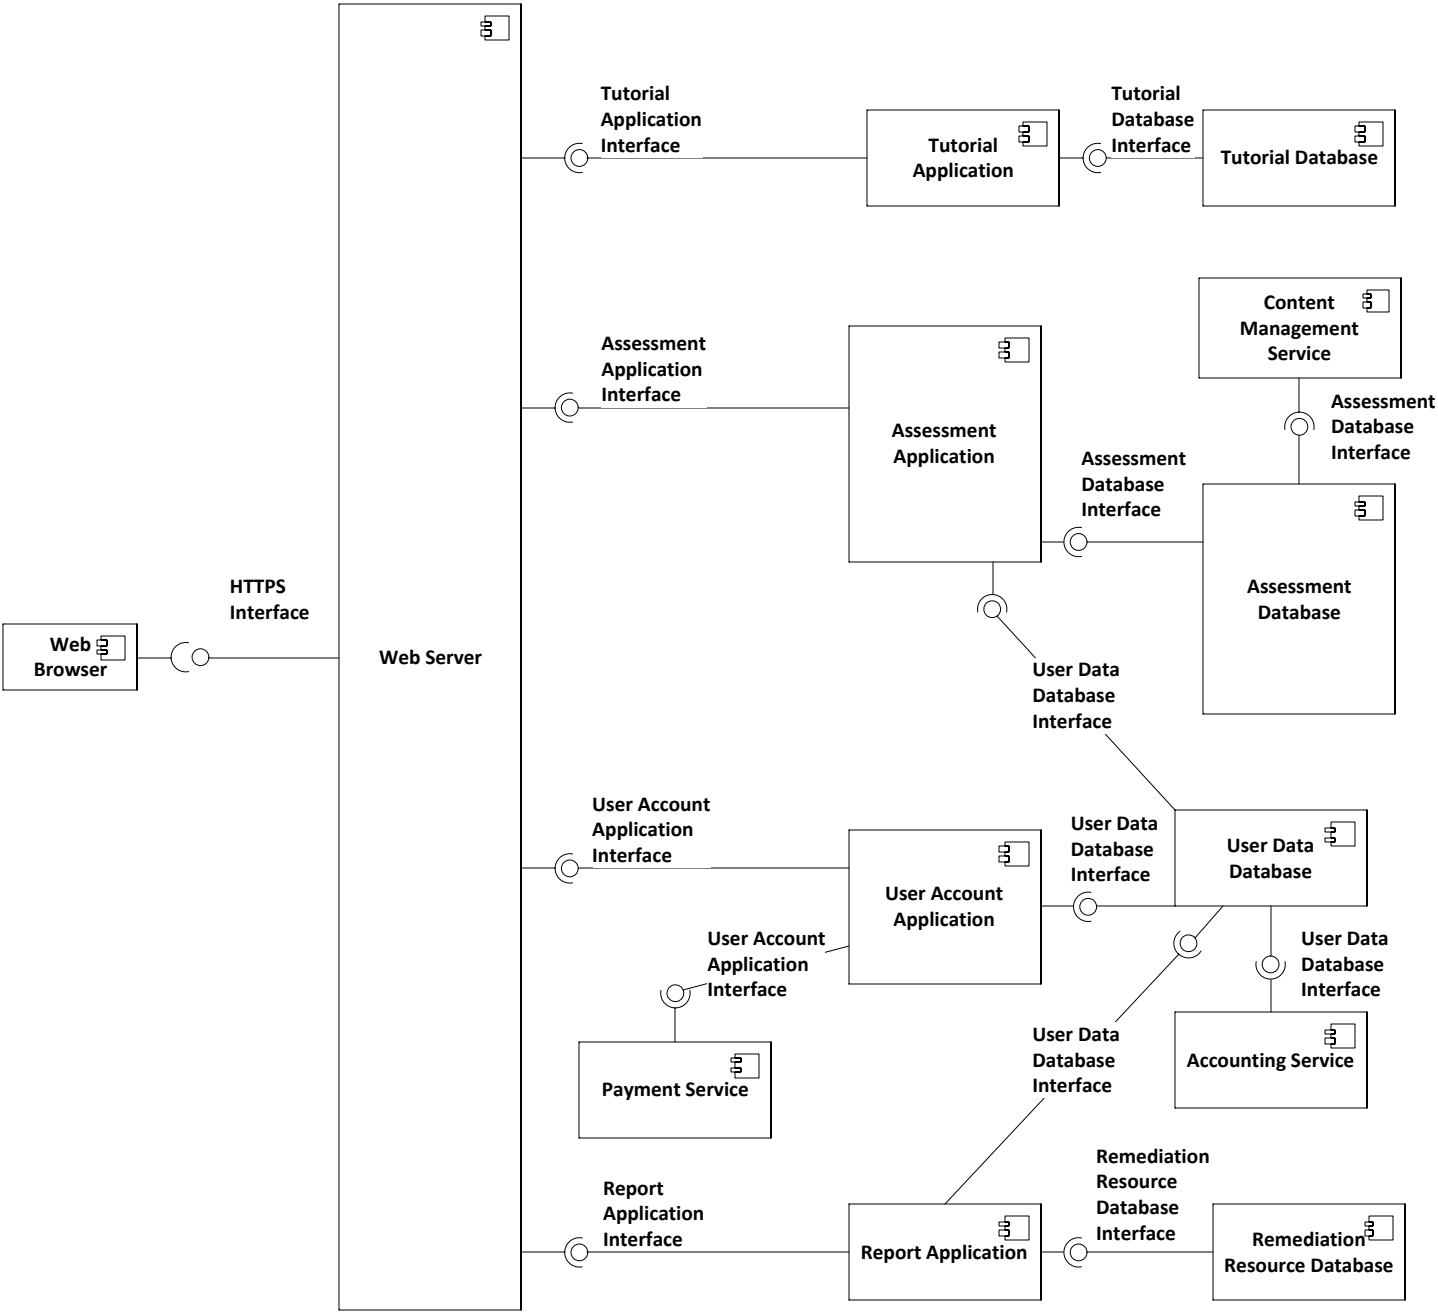 Tutorial
Application
Interface
Tutorial
Database
Interface
Tutorial
Application
Tutorial Database
Content
Management
Service
Assessment
Application
Interface
Assessment
Database
Interface
Assessment
Application
Assessment
Database
Interface
Assessment
Database
HTTPS
Interface
Web
Browser
Web Server
User Data
Database
Interface
User Account
Application
Interface
User Data
Database
Interface
User Data
Database
User Account
Application
User Account
Application
Interface
User Data
Database
Interface
User Data
Database
Interface
Payment Service
Accounting Service
Report
Application
Interface
Remediation
Resource
Database
Interface
Report Application
Remediation
Resource Database